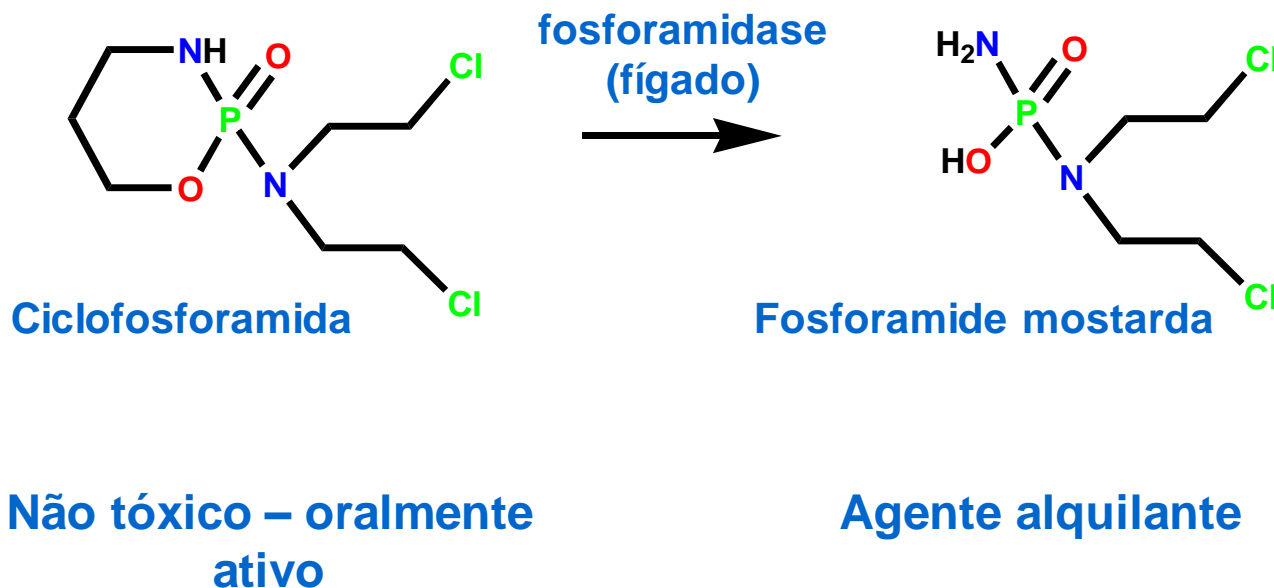 fosforamidase
(fígado)
NH
O
P
O
N
Cl
Cl
H₂N
O
P
HO
N
Cl
Cl
Ciclofosforamida
Fosforamide mostarda
Não tóxico – oralmente
ativo
Agente alquilante